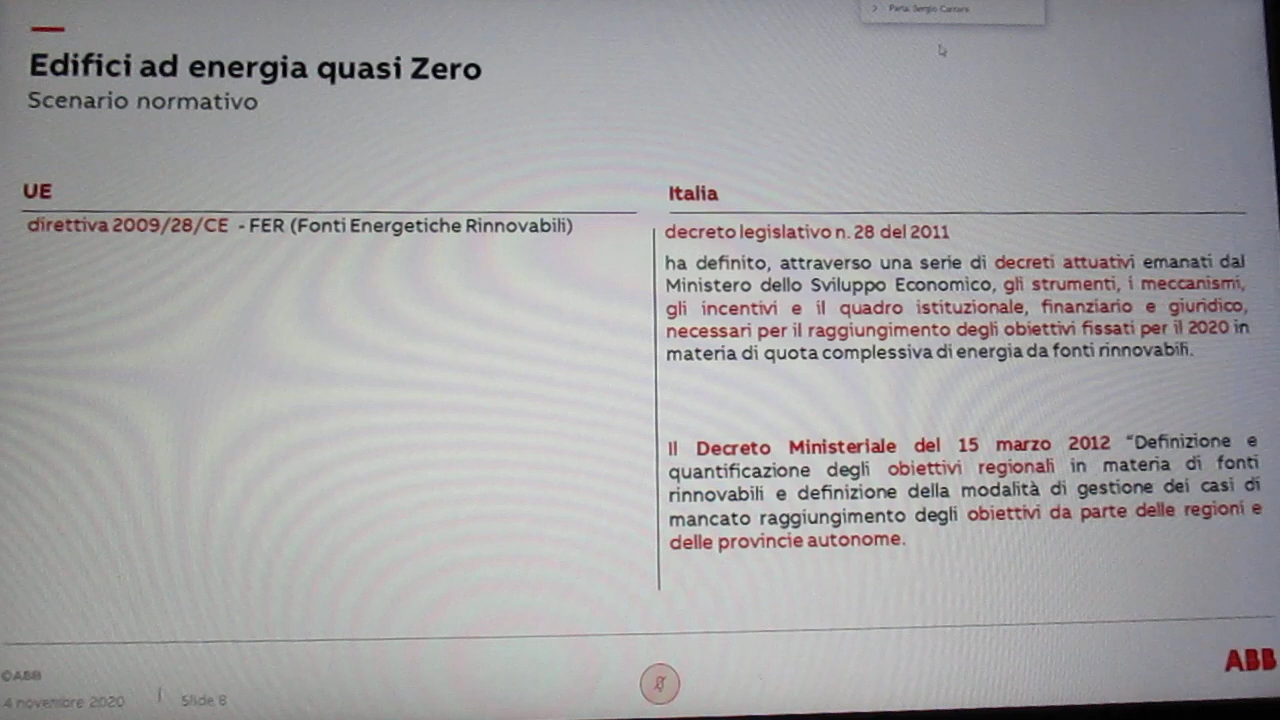 Parla: Sergio Carrara
Edifici ad energia quasi Zero
Scenario normativo
UE
direttiva 2009/28/CE - FER (Fonti Energetiche Rinnovabili)
Italia
decreto legislativo n. 28 del 2011
ha definito, attraverso una serie di decreti attuativi emanati dal
Ministero dello Sviluppo Economico, gli strumenti, i meccanismi,
gli incentivi e il quadro istituzionale, finanziario e giuridico,
necessari per il raggiungimento degli obiettivi fissati per il 2020 in
materia di quota complessiva di energia da fonti rinnovabili.
Il Decreto Ministeriale del 15 marzo 2012 “Definizione e
quantificazione degli obiettivi regionali in materia di fonti
rinnovabili e definizione della modalità di gestione dei casi di
mancato raggiungimento degli obiettivi da parte delle regioni e
delle provincie autonome.
©ABB
4 novembre 2020
Slide 8
ABB